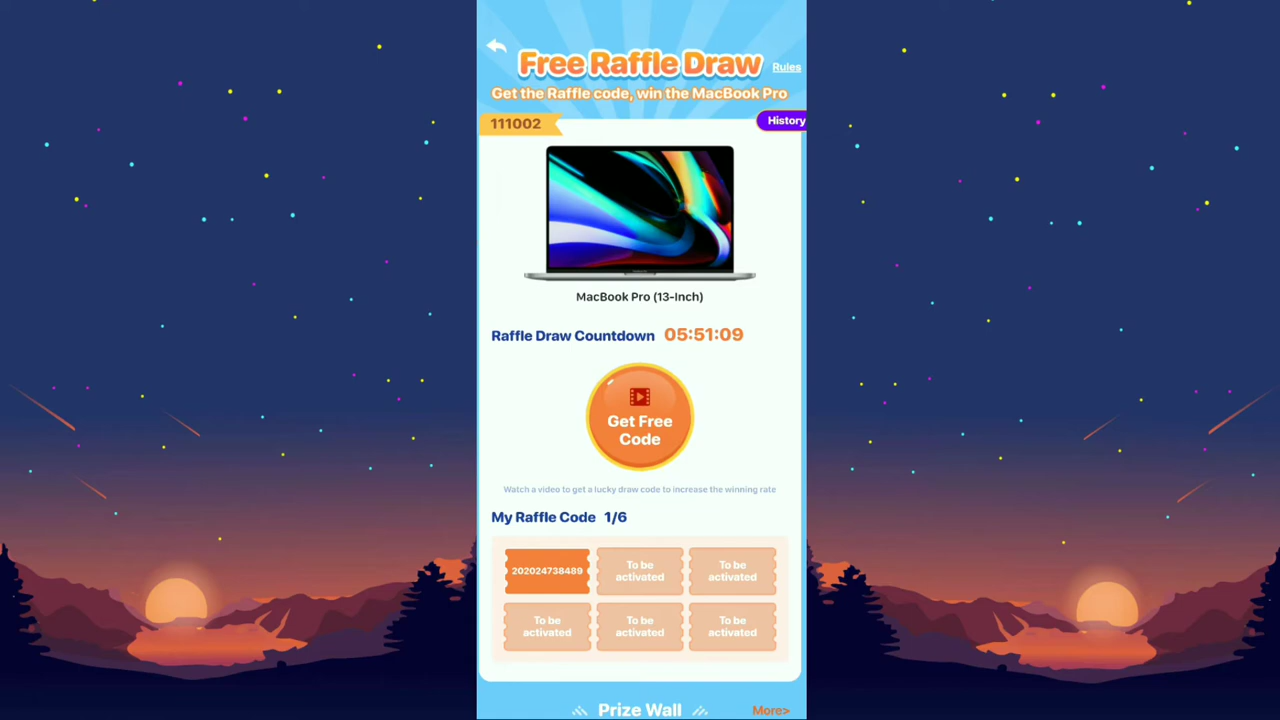 Free Raffle Draw
Rules
Get the Raffle code, win the MacBook Pro
111002
History
MacBook Pro (13-Inch)
Raffle Draw Countdown 05:51:09
Get Free
Code
Watch a video to get a lucky draw code to increase the winning rate
My Raffle Code 1/6
202024738489
To be
activated
To be
activated
To be
activated
To be
activated
To be
activated
Prize Wall
More>